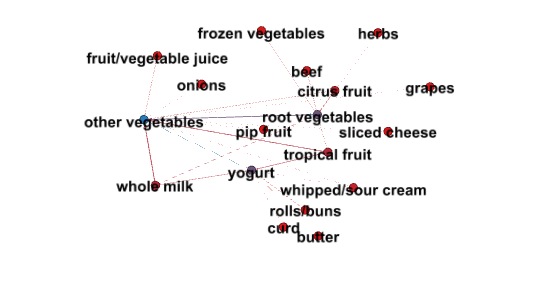 frozen vegetables
herbs
fruit/vegetable juice
beef
onions
citrus fruit
grapes
root vegetables
other vegetables
pip fruit
sliced cheese
tropical fruit
yogurt
whole milk
whipped/sour cream
rolls/buns
curd
butter